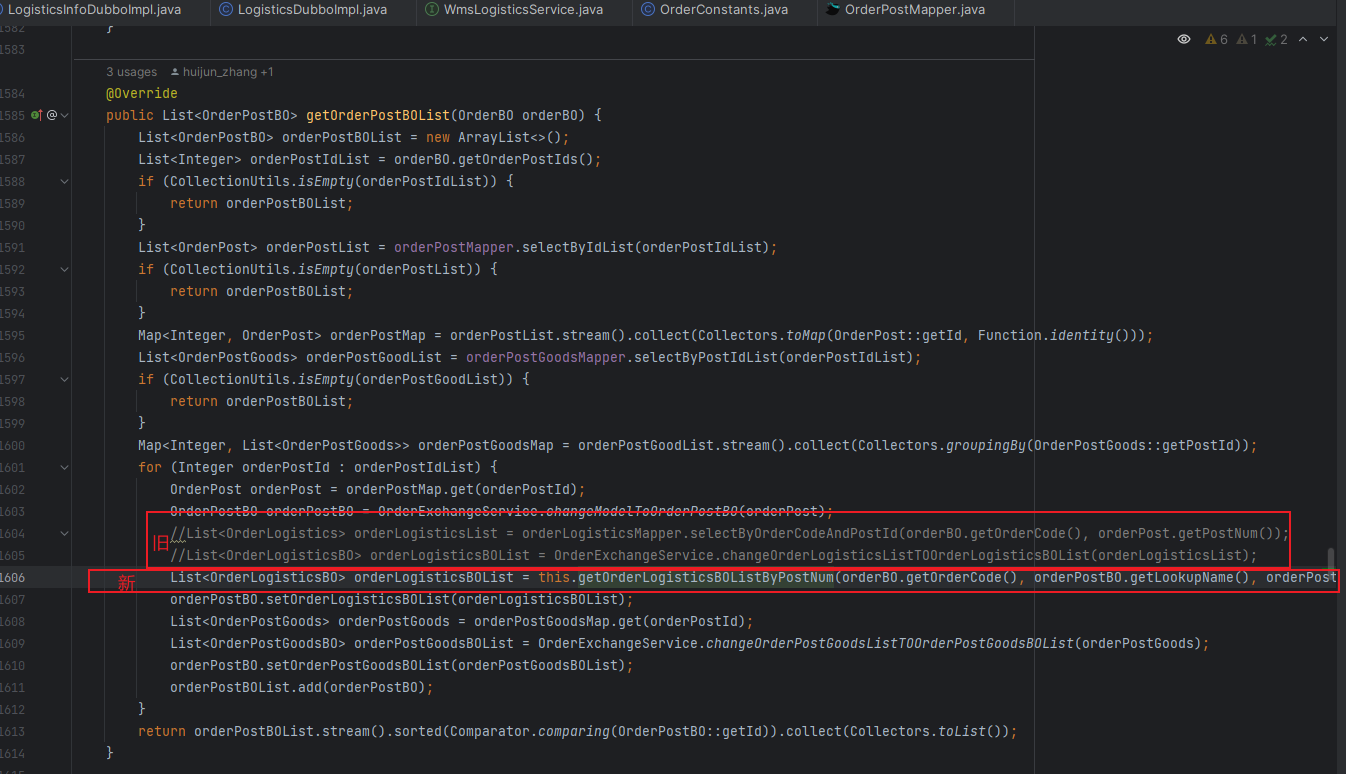 LogisticsInfoDubboImpl.java LogisticsDubboImpl.java WmsLogisticsService.java OrderConstants.java OrderPostMapper.java
1582 }
1583
6 1 2
3 usages huijun_zhang +1
1584 @Override
1585 public List<OrderPostBO> getOrderPostBOList(OrderBO orderBO) {
1586 List<OrderPostBO> orderPostBOList = new ArrayList<>();
1587 List<Integer> orderPostIdList = orderBO.getOrderPostIds();
1588 if (CollectionUtils.isEmpty(orderPostIdList)) {
1589 return orderPostBOList;
1590 }
1591 List<OrderPost> orderPostList = orderPostMapper.selectByIdList(orderPostIdList);
1592 if (CollectionUtils.isEmpty(orderPostList)) {
1593 return orderPostBOList;
1594 }
1595 Map<Integer, OrderPost> orderPostMap = orderPostList.stream().collect(Collectors.toMap(OrderPost::getId, Function.identity()));
1596 List<OrderPostGoods> orderPostGoodList = orderPostGoodsMapper.selectByPostIdList(orderPostIdList);
1597 if (CollectionUtils.isEmpty(orderPostGoodList)) {
1598 return orderPostBOList;
1599 }
1600 Map<Integer, List<OrderPostGoods>> orderPostGoodsMap = orderPostGoodList.stream().collect(Collectors.groupingBy(OrderPostGoods::getPostId));
1601 for (Integer orderPostId : orderPostIdList) {
1602 OrderPost orderPost = orderPostMap.get(orderPostId);
1603 OrderPostBO orderPostBO = OrderExchangeService.changeModelToOrderPostBO(orderPost);
1604 //List<OrderLogistics> orderLogisticsList = orderLogisticsMapper.selectByOrderCodeAndPostId(orderBO.getOrderCode(), orderPost.getPostNum());
旧
1605 //List<OrderLogisticsBO> orderLogisticsBOList = OrderExchangeService.changeOrderLogisticsListTOOrderLogisticsBOList(orderLogisticsList);
1606 新 List<OrderLogisticsBO> orderLogisticsBOList = this.getOrderLogisticsBOListByPostNum(orderBO.getOrderCode(), orderPostBO.getLookupName(), orderPost
1607 orderPostBO.setOrderLogisticsBOList(orderLogisticsBOList);
1608 List<OrderPostGoods> orderPostGoods = orderPostGoodsMap.get(orderPostId);
1609 List<OrderPostGoodsBO> orderPostGoodsBOList = OrderExchangeService.changeOrderPostGoodsListTOOrderPostGoodsBOList(orderPostGoods);
1610 orderPostBO.setOrderPostGoodsBOList(orderPostGoodsBOList);
1611 orderPostBOList.add(orderPostBO);
1612 }
1613 return orderPostBOList.stream().sorted(Comparator.comparing(OrderPostBO::getId)).collect(Collectors.toList());
1614 }